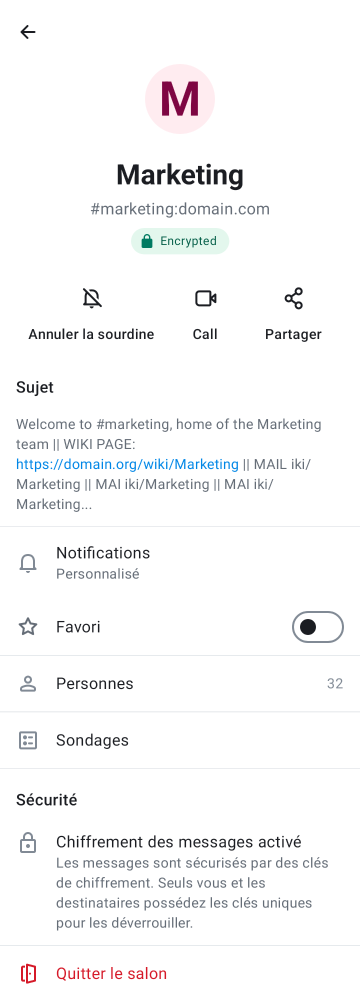 M
Marketing
#marketing:domain.com
Encrypted
Annuler la sourdine
Call
Partager
Sujet
Welcome to #marketing, home of the Marketing
team || WIKI PAGE:
https://domain.org/wiki/Marketing || MAIL iki/
Marketing || MAI iki/Marketing || MAI iki/
Marketing...
Notifications
Personnalisé
Favori
Personnes 32
Sondages
Sécurité
Chiffrement des messages activé
Les messages sont sécurisés par des clés
de chiffrement. Seuls vous et les
destinataires possédez les clés uniques
pour les déverrouiller.
Quitter le salon